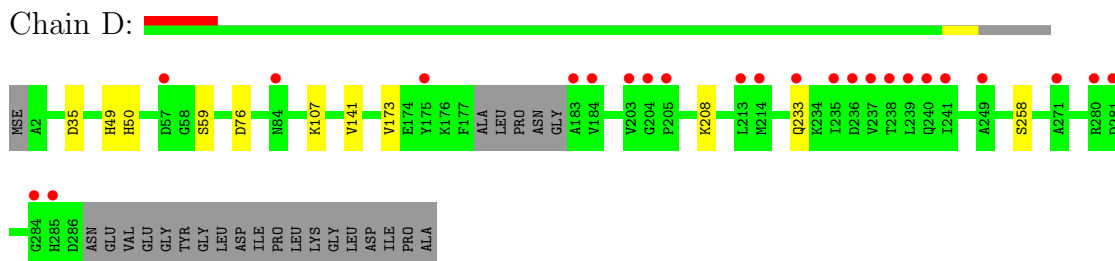 Chain D:
MSE A2 D35 H49 H50 D57 G58 S59 D76 N84 K107 V141 V173 E174 Y175 K176 F177 ALA LEU PRO ASN GLY A183 V184 V203 G204 P205 K208 L213 M214 Q233 K234 I235 D236 V237 T238 L239 Q240 I241 A249 S258 A271 R280
G284 H285 D286 ASN GLU VAL GLU GLY TYR GLY LEU ASP ILE PRO LEU LYS GLY LEU ASP ILE PRO ALA